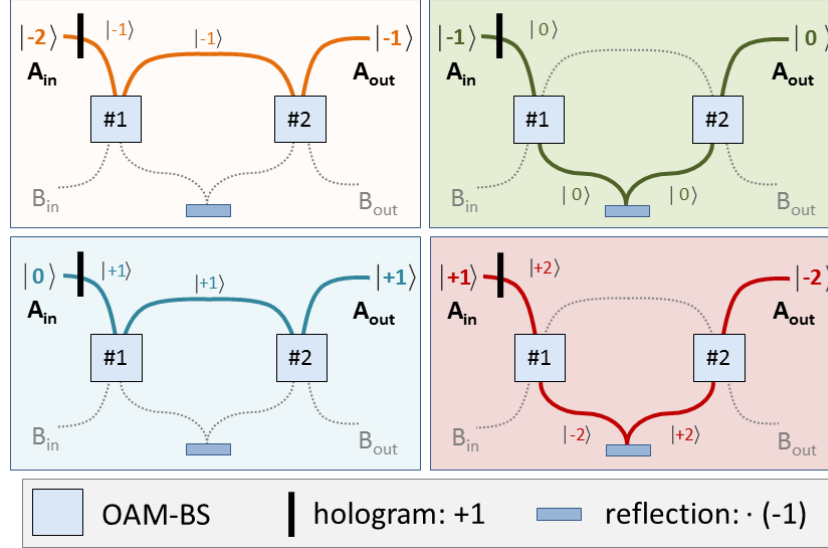 |-2⟩ |-1⟩ |-1⟩ |-1⟩
A_in A_out
#1 #2
B_in B_out
|-1⟩ |0⟩ |0⟩
A_in A_out
#1 #2
|0⟩ |0⟩
B_in B_out
|0⟩ |+1⟩ |+1⟩ |+1⟩
A_in A_out
#1 #2
B_in B_out
|+1⟩ |+2⟩ |-2⟩
A_in A_out
#1 #2
|-2⟩ |+2⟩
B_in B_out
OAM-BS hologram: +1 reflection: · (-1)